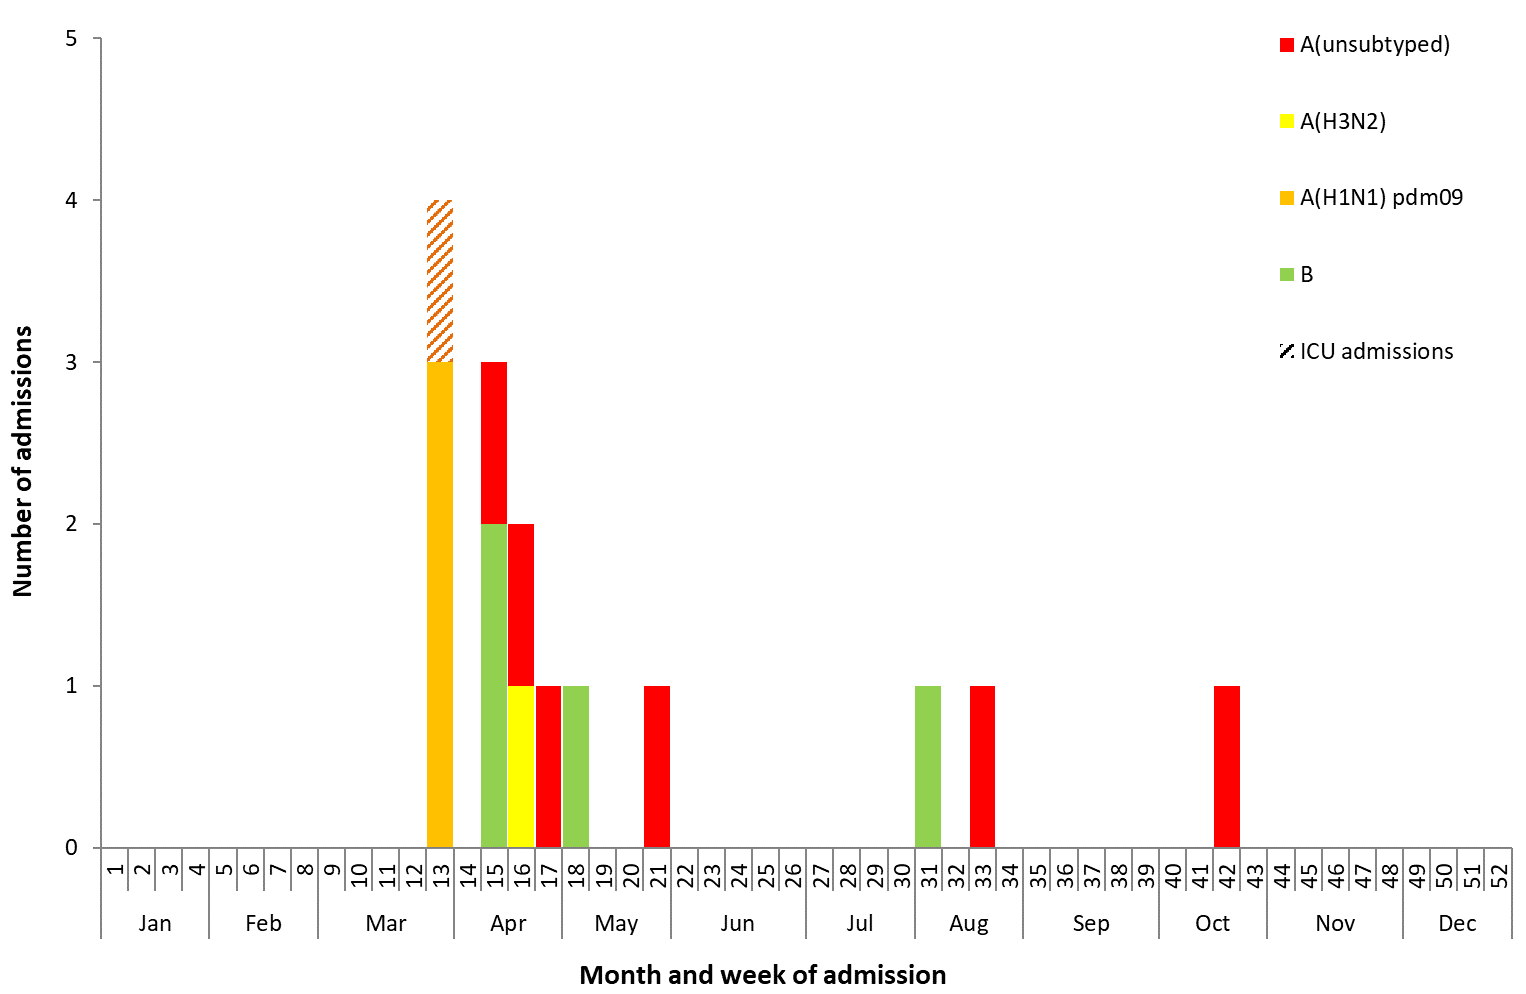 5
4
3
2
1
0
Number of admissions
A(unsubtyped)
A(H3N2)
A(H1N1) pdm09
B
ICU admissions
1 2 3 4 5 6 7 8 9 10 11 12 13 14 15 16 17 18 19 20 21 22 23 24 25 26 27 28 29 30 31 32 33 34 35 36 37 38 39 40 41 42 43 44 45 46 47 48 49 50 51 52
Jan Feb Mar Apr May Jun Jul Aug Sep Oct Nov Dec
Month and week of admission